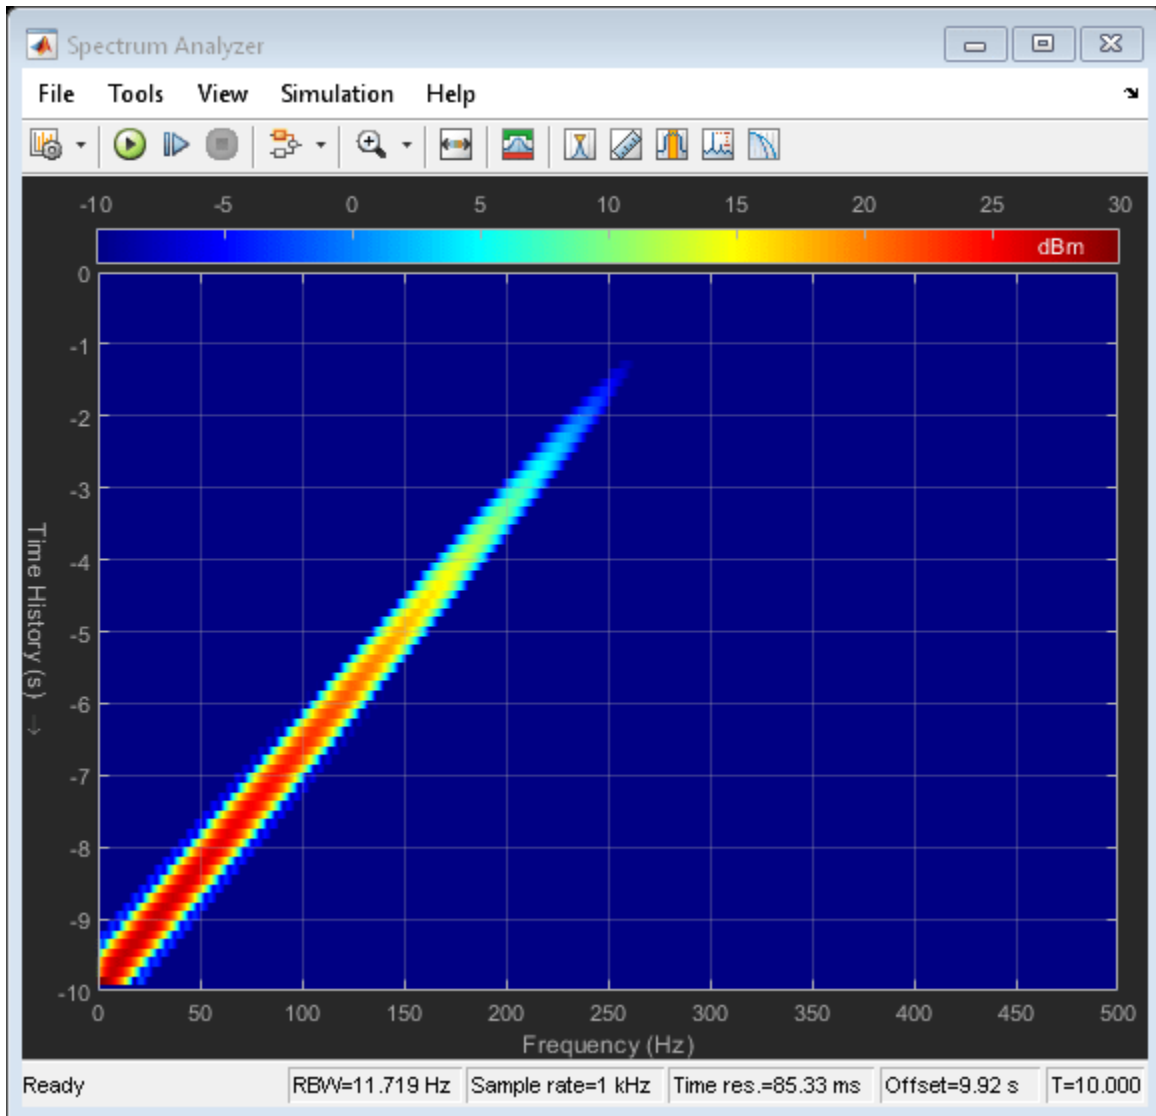 Spectrum Analyzer
File Tools View Simulation Help
-10 -5 0 5 10 15 20 25 30
dBm
0
-1
-2
-3
-4
-5
-6
-7
-8
-9
-10
Time History (s) →
0 50 100 150 200 250 300 350 400 450 500
Frequency (Hz)
Ready RBW=11.719 Hz Sample rate=1 kHz Time res.=85.33 ms Offset=9.92 s T=10.000